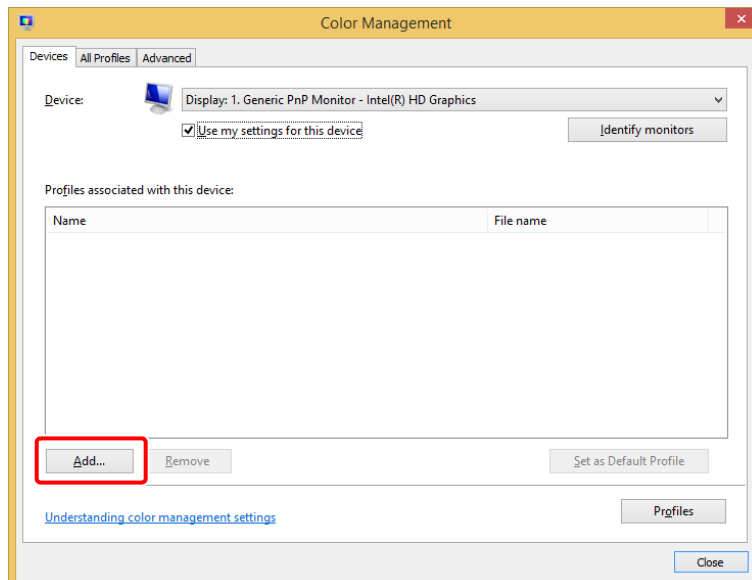 Color Management
Devices All Profiles Advanced
Device: Display: 1. Generic PnP Monitor - Intel(R) HD Graphics
Use my settings for this device Identify monitors
Profiles associated with this device:
Name File name
Add... Remove Set as Default Profile
Understanding color management settings Profiles
Close